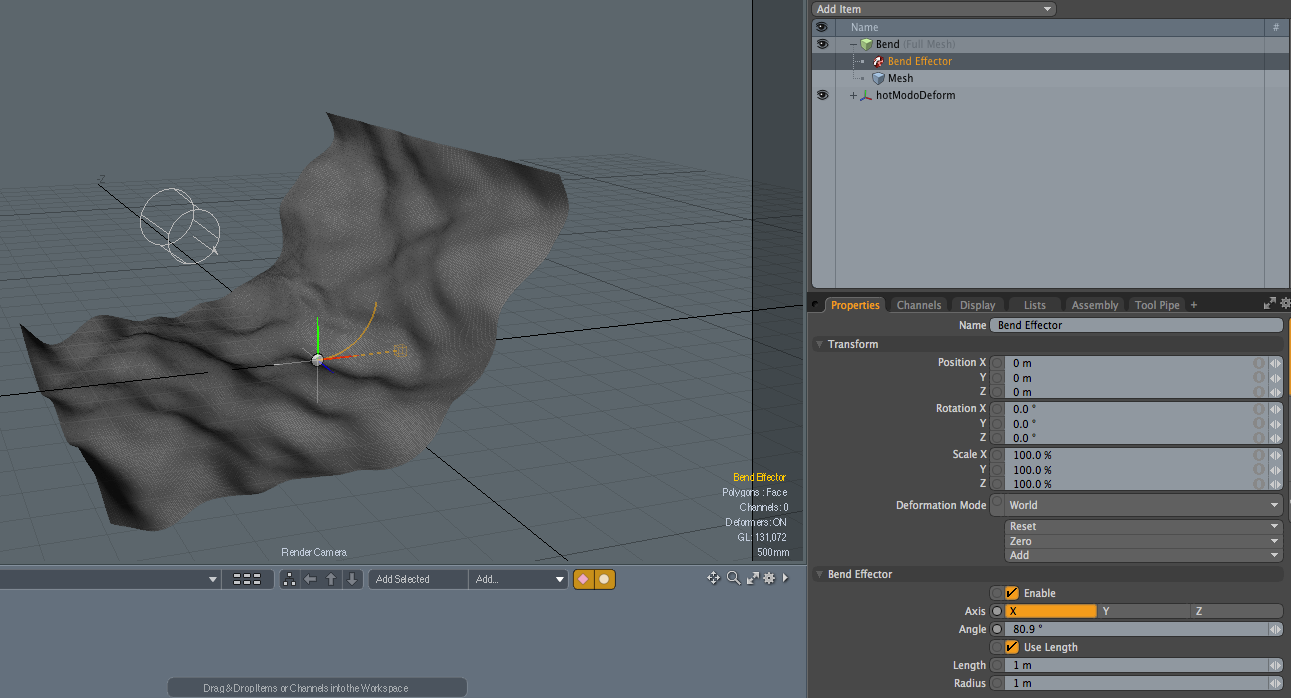 Add Item
Name #
Bend (Full Mesh)
Bend Effector
Mesh
hotModoDeform
Z
Bend Effector
Polygons : Face
Channels: 0
Deformers: ON
GL: 131,072
500 mm
Render Camera
Add Selected
Add...
Drag & Drop Items or Channels into the Workspace
Properties Channels Display Lists Assembly Tool Pipe +
Name Bend Effector
Transform
Position X 0 m
Y 0 m
Z 0 m
Rotation X 0.0 °
Y 0.0 °
Z 0.0 °
Scale X 100.0 %
Y 100.0 %
Z 100.0 %
Deformation Mode World
Reset
Zero
Add
Bend Effector
Enable
Axis X Y Z
Angle 80.9 °
Use Length
Length 1 m
Radius 1 m